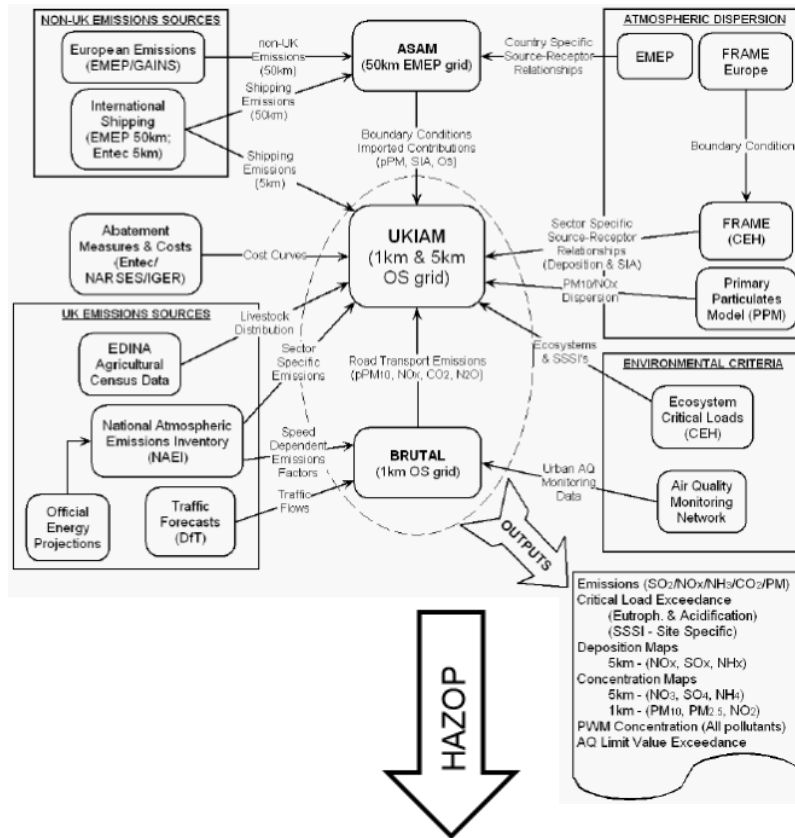 NON-UK EMISSIONS SOURCES
European Emissions
(EMEP/GAINS)
International
Shipping
(EMEP 50km;
Entec 5km)
non-UK
Emissions
(50km)
Shipping
Emissions
(50km)
Shipping
Emissions
(5km)
ASAM
(50km EMEP grid)
Country Specific
Source-Receptor
Relationships
ATMOSPHERIC DISPERSION
EMEP
FRAME
Europe
Boundary Condition
FRAME
(CEH)
Primary
Particulates
Model (PPM)
Boundary Conditions
Imported Contributions
(pPM, SIA, O3)
Abatement
Measures & Costs
(Entec/
NARSES/IGER)
Cost Curves
UKIAM
(1km & 5km
OS grid)
Sector Specific
Source-Receptor
Relationships
(Deposition & SIA)
PM10/NOx
Dispersion
UK EMISSIONS SOURCES
EDINA
Agricultural
Census Data
National Atmospheric
Emissions Inventory
(NAEI)
Official
Energy
Projections
Traffic
Forecasts
(DfT)
Livestock
Distribution
Sector
Specific
Emissions
Speed
Dependent
Emissions
Factors
Traffic
Flows
Road Transport Emissions
(pPM10, NOx, CO2, N2O)
BRUTAL
(1km OS grid)
Ecosystems
& SSSI's
Urban AQ
Monitoring
Data
ENVIRONMENTAL CRITERIA
Ecosystem
Critical Loads
(CEH)
Air Quality
Monitoring
Network
OUTPUTS
Emissions (SO2/NOx/NH3/CO2/PM)
Critical Load Exceedance
(Eutroph. & Acidification)
(SSSI - Site Specific)
Deposition Maps
5km - (NOx, SOx, NHx)
Concentration Maps
5km - (NO3, SO4, NH4)
1km - (PM10, PM2.5, NO2)
PWM Concentration (All pollutants)
AQ Limit Value Exceedance
HAZOP